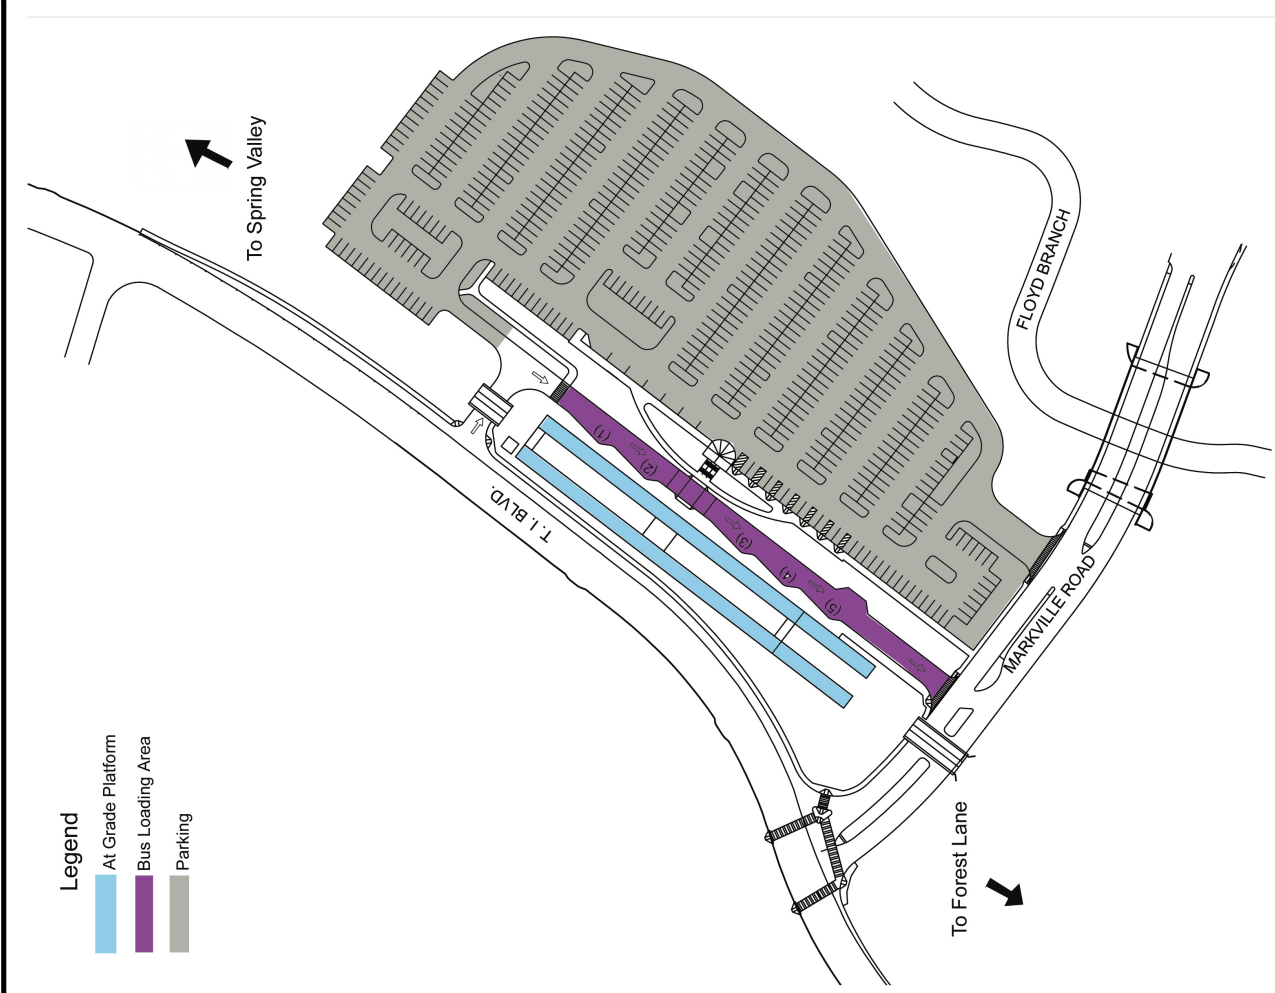 To Spring Valley
FLOYD BRANCH
(1)
(2)
T. I. BLVD.
(3)
(4)
(5)
MARKVILLE ROAD
Legend
At Grade Platform
Bus Loading Area
Parking
To Forest Lane